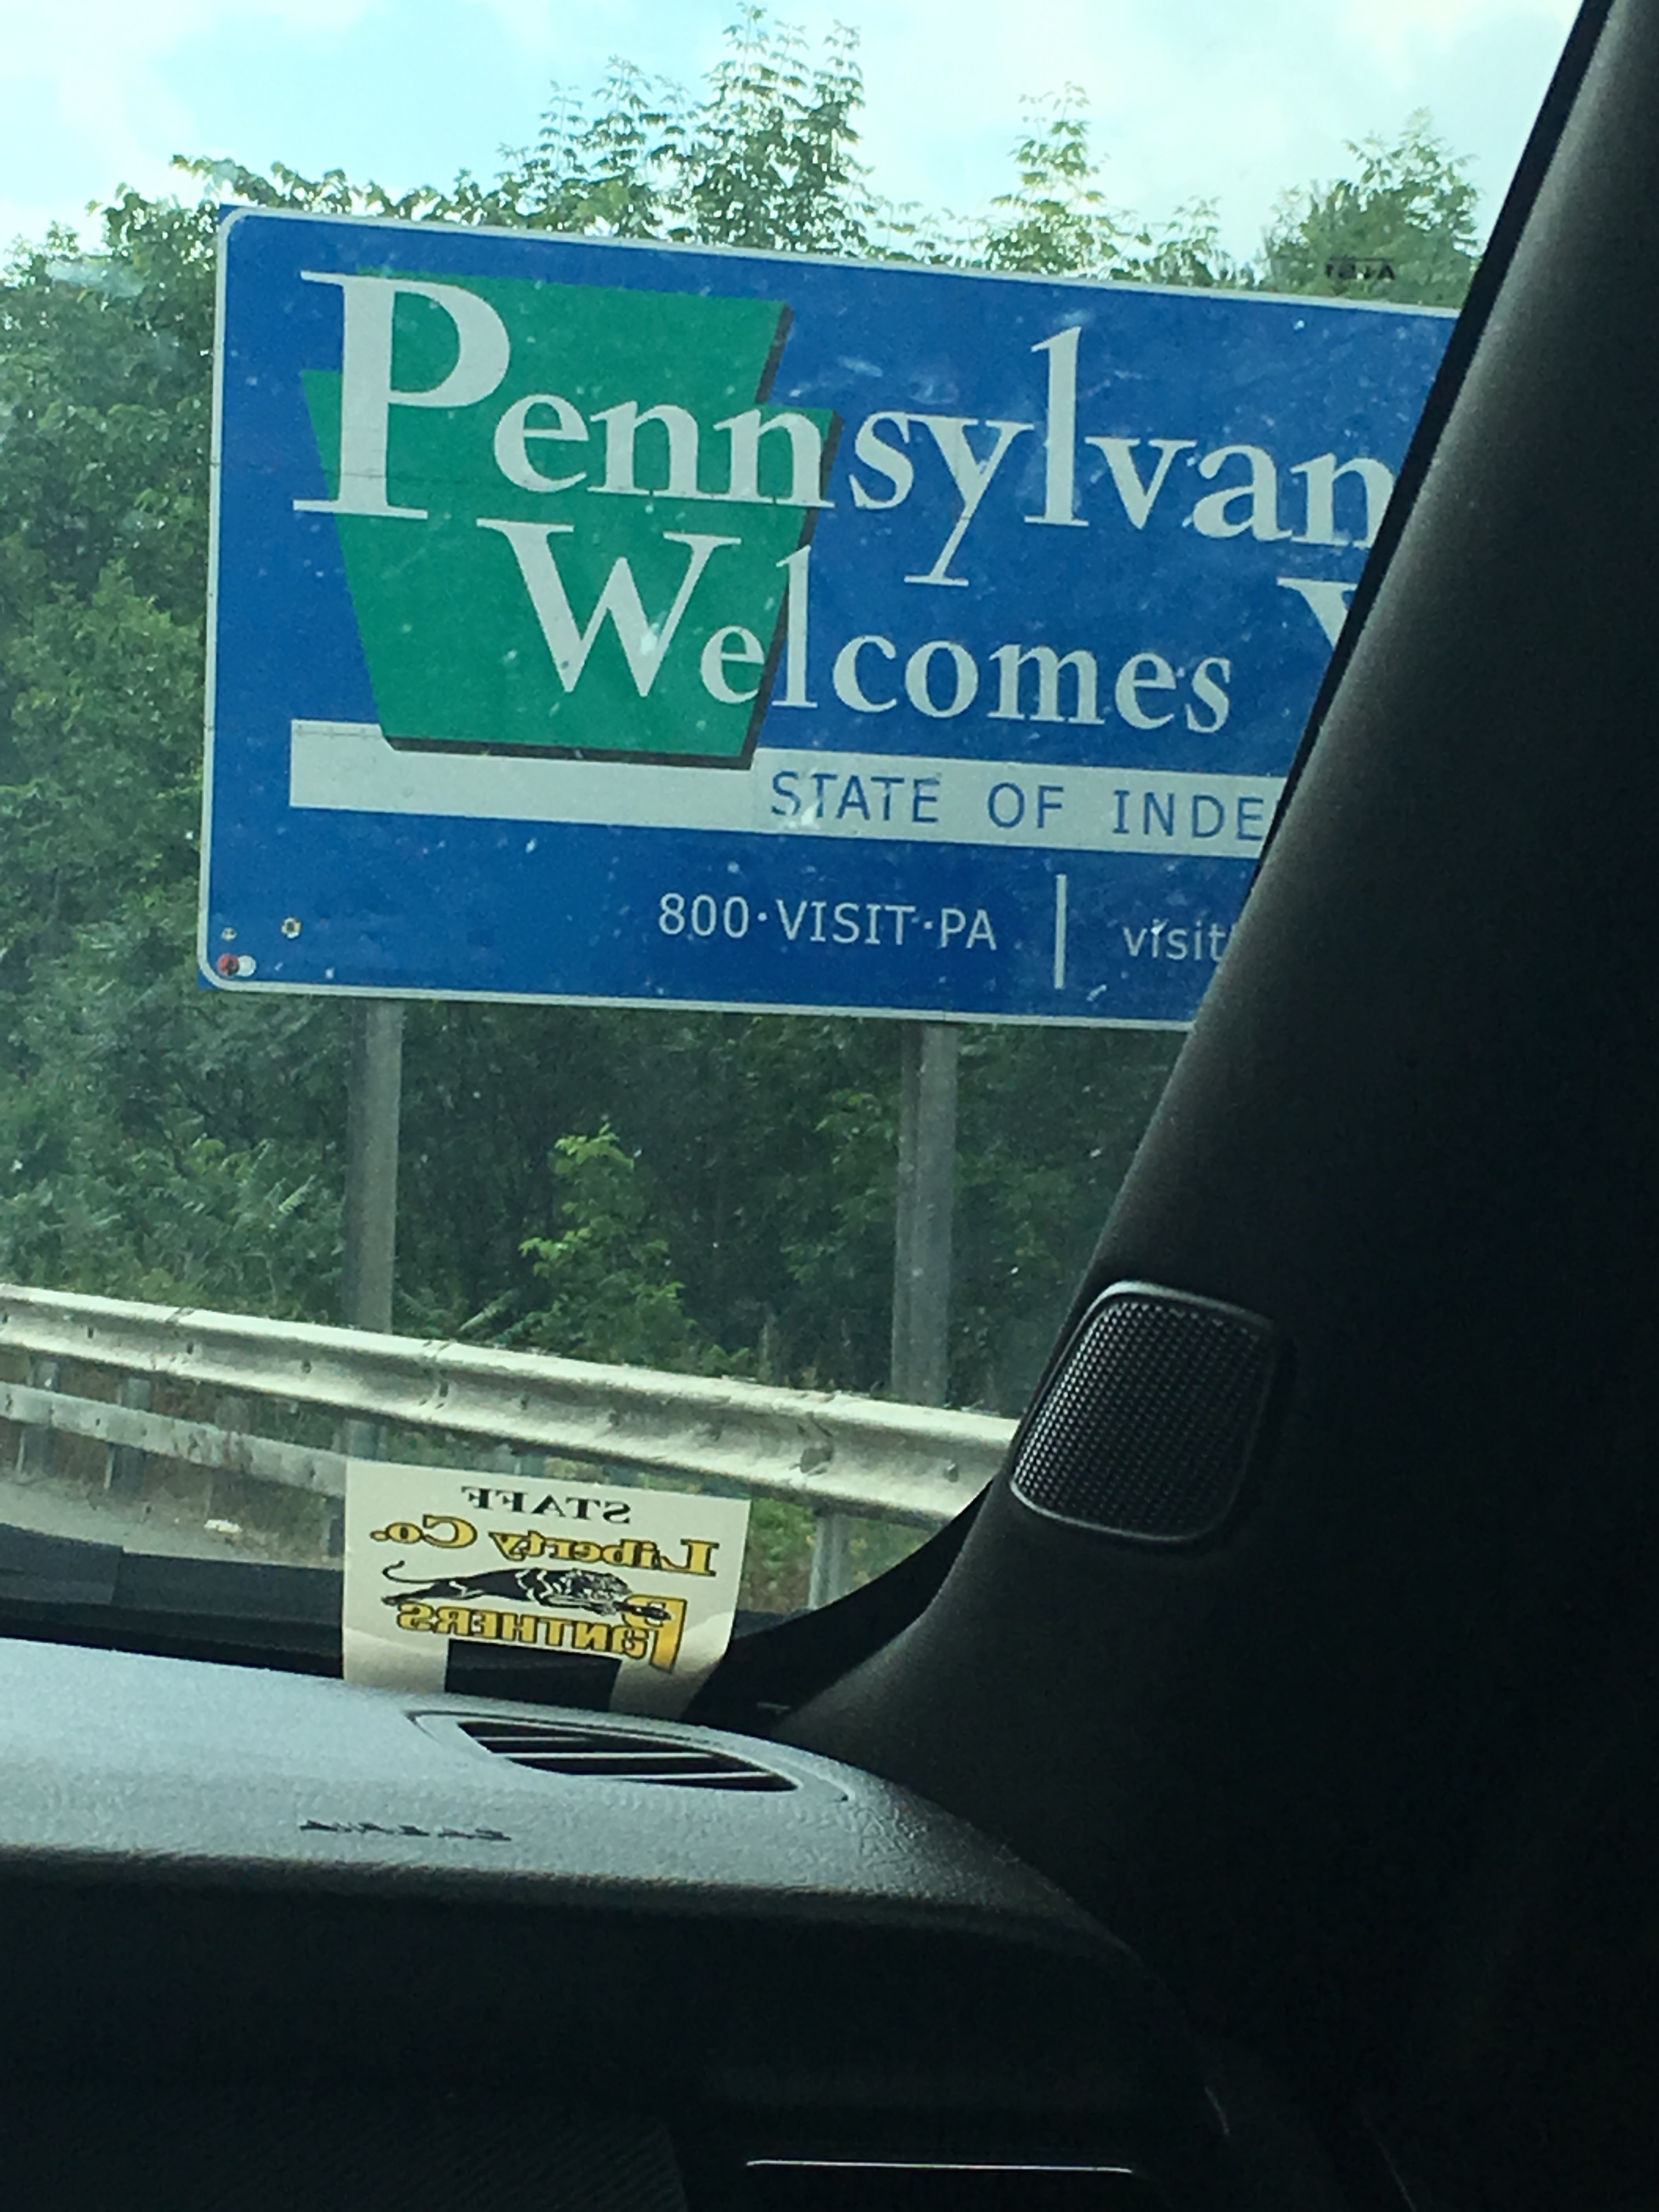 Pennsylvan
Welcomes Y
STATE OF INDE
800·VISIT·PA | visit
STAFF
Liberty Co.
PANTHERS